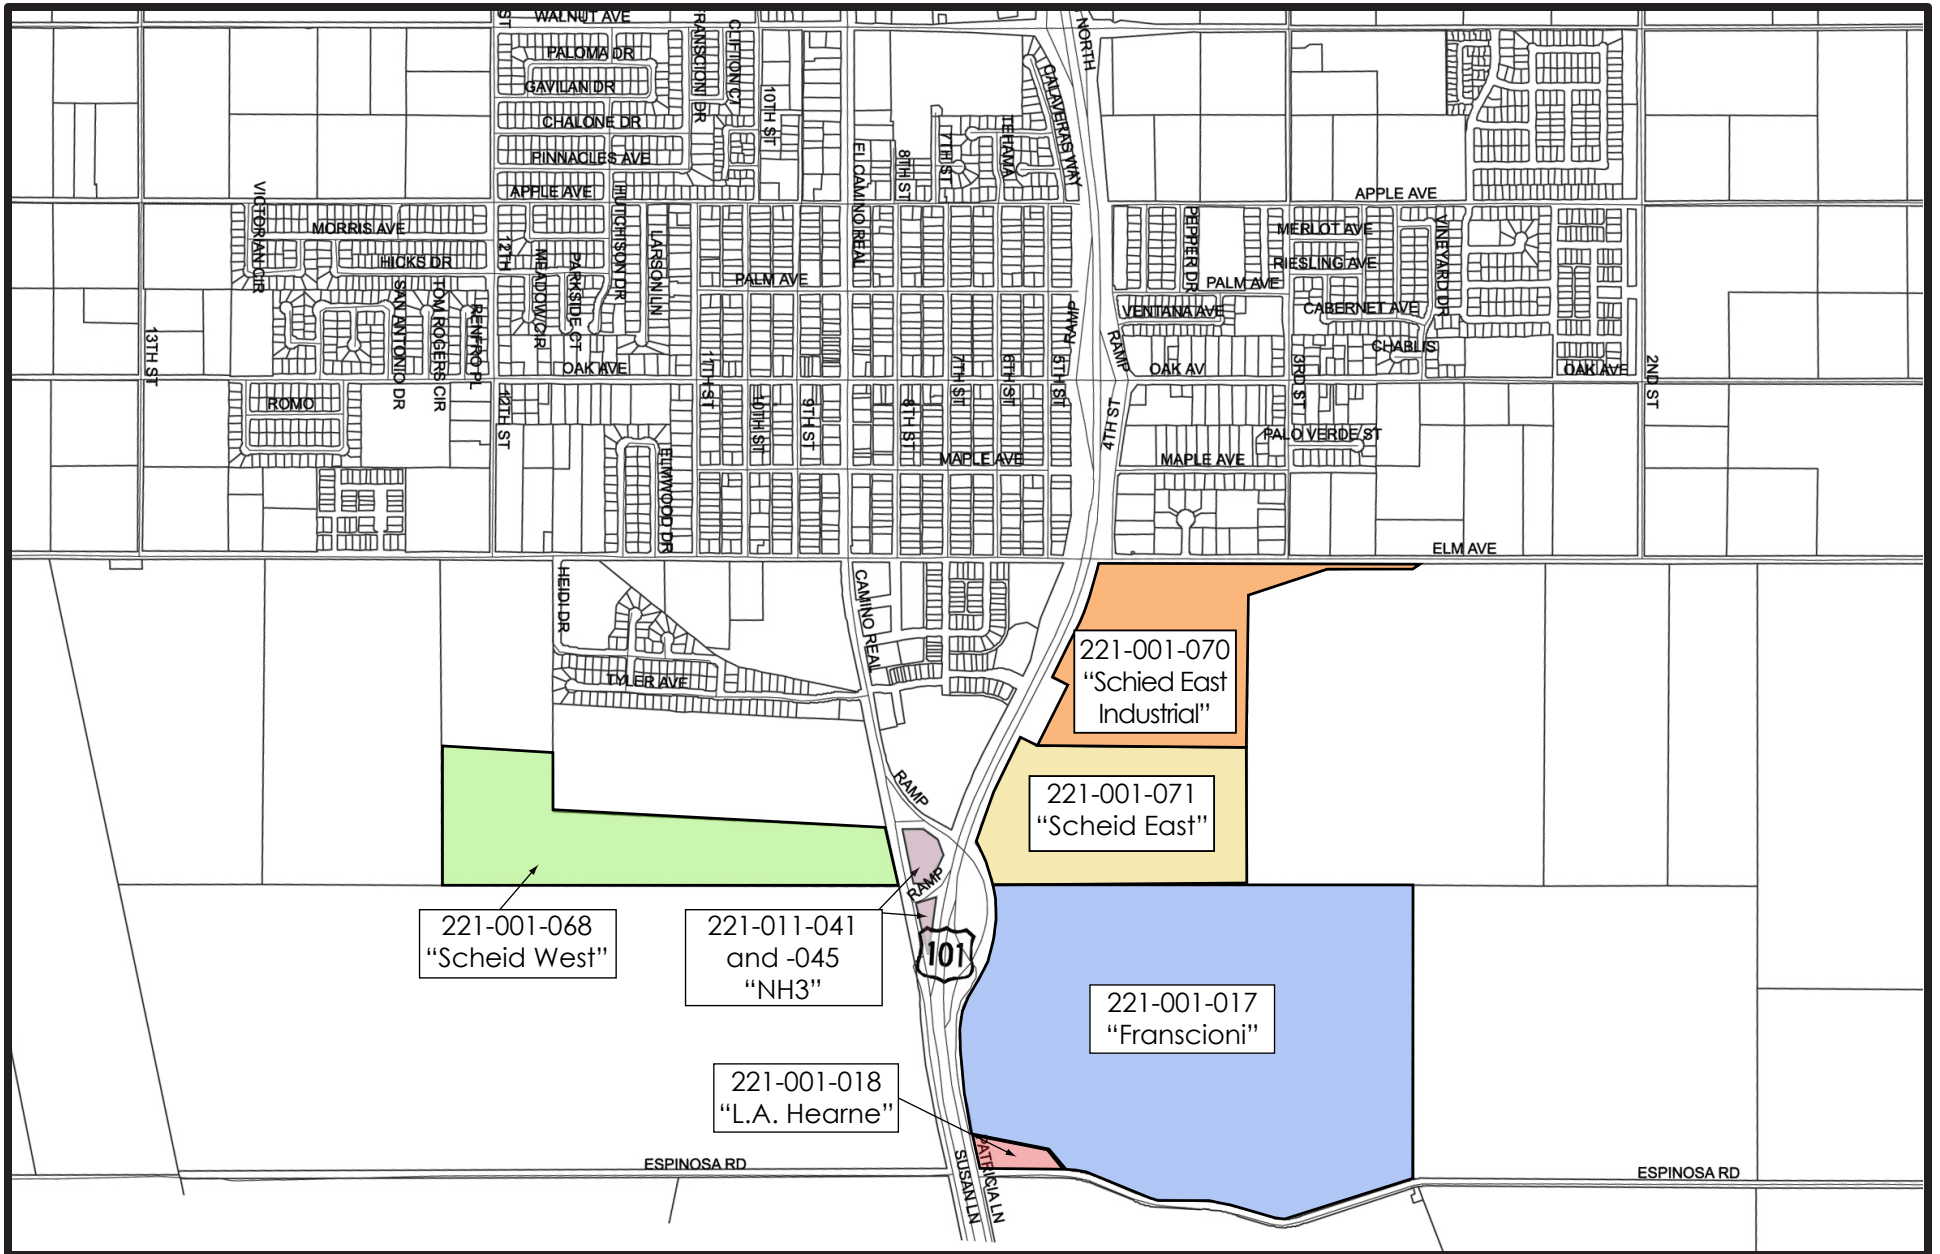 WALNUT AVE
ST
PALOMA DR
GAVILAN DR
CHALONE DR
PINNACLES AVE
APPLE AVE
RANSCION DR
CLIFTON CT
10TH ST
EL CAMINO REAL
8TH ST
7TH ST
TEHAMA
CALAVERAS WAY
NORTH
APPLE AVE
VICTORIAN CIR
MORRIS AVE
HICKS DR
12TH
MEADOW CIR
PARKSIDE CT
HUTCHISON DR
LARSON LN
PALM AVE
PEPPER DR
PALM AVE
MERLOT AVE
RIESLING AVE
CABERNET AVE
VINEYARD DR
VENTANA AVE
CHABLIS
13TH ST
SAN ANTONIO DR
TOM ROGERS CIR
RENFRO PL
OAK AVE
11TH ST
7TH ST
6TH ST
5TH ST
RAMP
RAMP
OAK AV
3RD ST
OAK AVE
2ND ST
ROMO
12TH ST
10TH ST
9TH ST
8TH ST
4TH ST
PALO VERDE ST
ELMWOOD DR
MAPLE AVE
MAPLE AVE
ELM AVE
HEIDI DR
CAMINO REAL
TYLER AVE
221-001-070
“Schied East
Industrial”
RAMP
221-001-071
“Scheid East”
RAMP
221-001-068
“Scheid West”
221-011-041
and -045
“NH3”
101
221-001-017
“Franscioni”
221-001-018
“L.A. Hearne”
ESPINOSA RD
SUSAN LN
PATRICIA LN
ESPINOSA RD